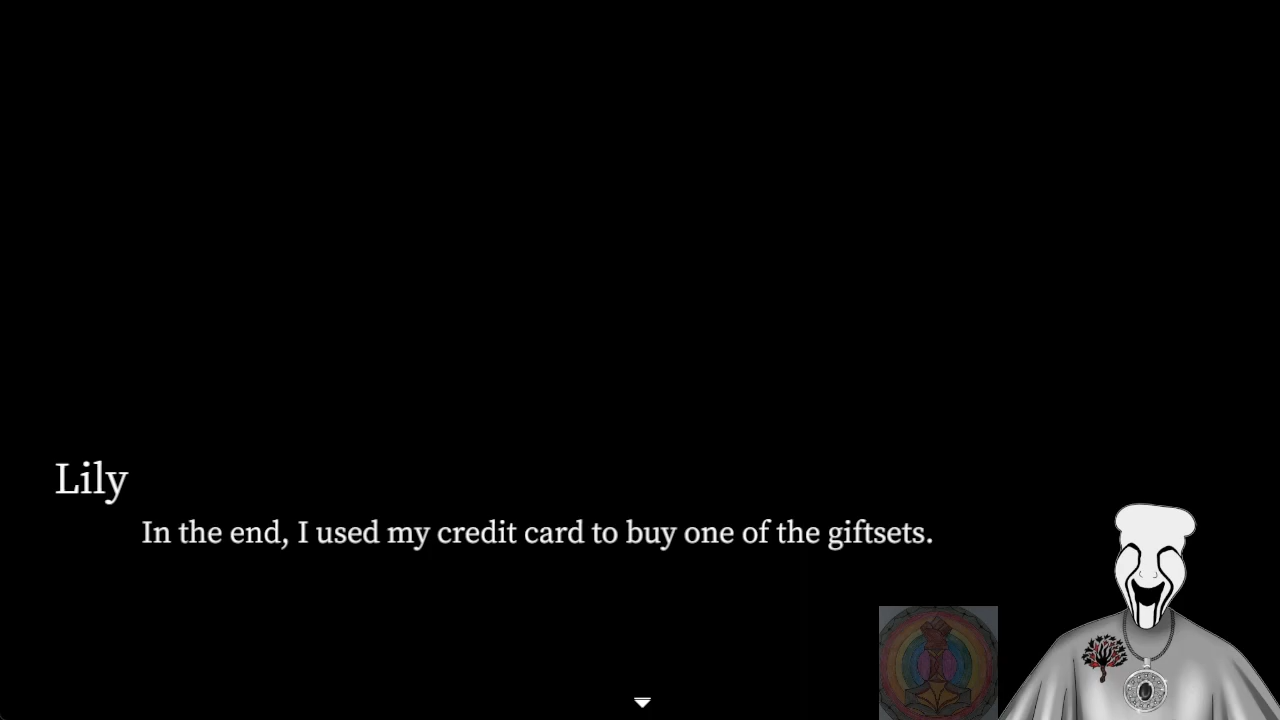 Lily
In the end, I used my credit card to buy one of the giftsets.